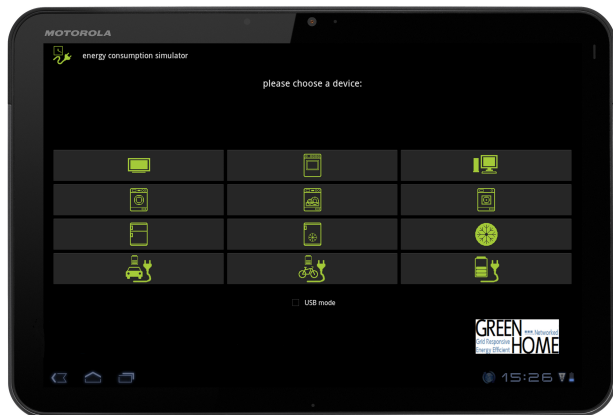 MOTOROLA
energy consumption simulator
please choose a device:
USB mode
GREEN *** Networked
Grid Responsive
Energy Efficient HOME
15:26